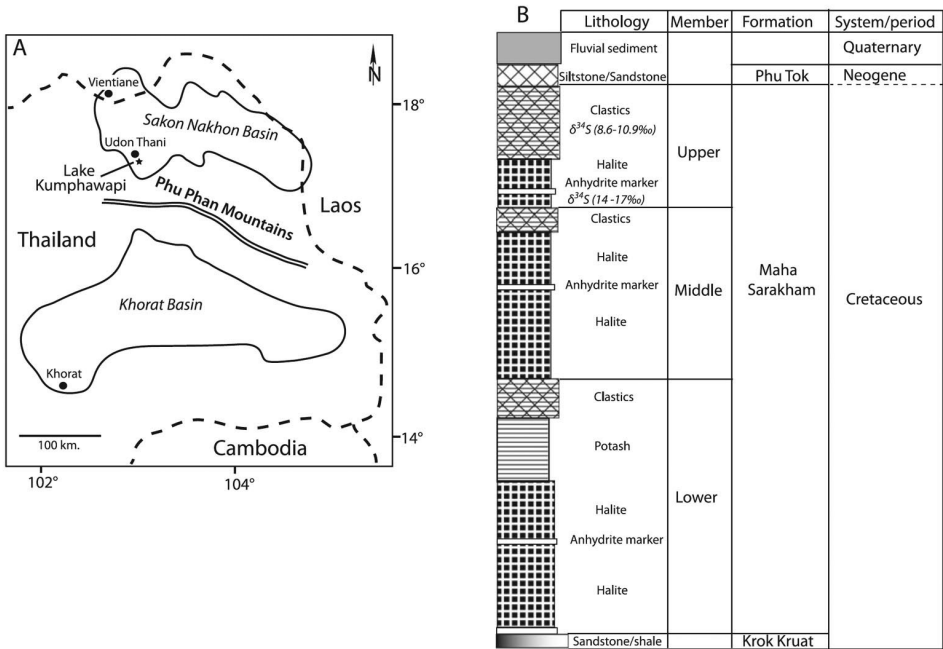 A
N
Vientiane
18°
Sakon Nakhon Basin
Udon Thani
Lake
Kumphawapi
Phu Phan Mountains
Laos
Thailand
16°
Khorat Basin
Khorat
14°
100 km.
Cambodia
102°
104°
B
Lithology Member Formation System/period
Fluvial sediment Quaternary
Siltstone/Sandstone Phu Tok Neogene
Clastics
δ³⁴S (8.6-10.9‰)
Upper
Halite
Anhydrite marker
δ³⁴S (14 -17‰)
Clastics
Halite
Maha
Sarakham
Anhydrite marker
Middle
Cretaceous
Halite
Clastics
Potash
Lower
Halite
Anhydrite marker
Halite
Sandstone/shale Krok Kruat